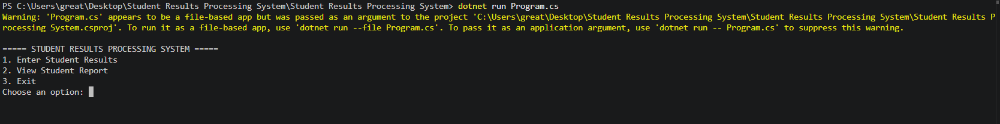 PS C:\Users\great\Desktop\Student Results Processing System\Student Results Processing System> dotnet run Program.cs
Warning: 'Program.cs' appears to be a file-based app but was passed as an argument to the project 'C:\Users\great\Desktop\Student Results Processing System\Student Results Processing System\Student Results P
rocessing System.csproj'. To run it as a file-based app, use 'dotnet run --file Program.cs'. To pass it as an application argument, use 'dotnet run -- Program.cs' to suppress this warning.
===== STUDENT RESULTS PROCESSING SYSTEM =====
1. Enter Student Results
2. View Student Report
3. Exit
Choose an option: